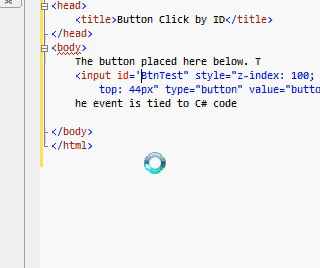 <head>
<title>Button Click by ID</title>
</head>
<body>
The button placed here below. T
<input id='BtnTest" style="z-index: 100;
top: 44px" type="button" value="butto
he event is tied to C# code
</body>
</html>